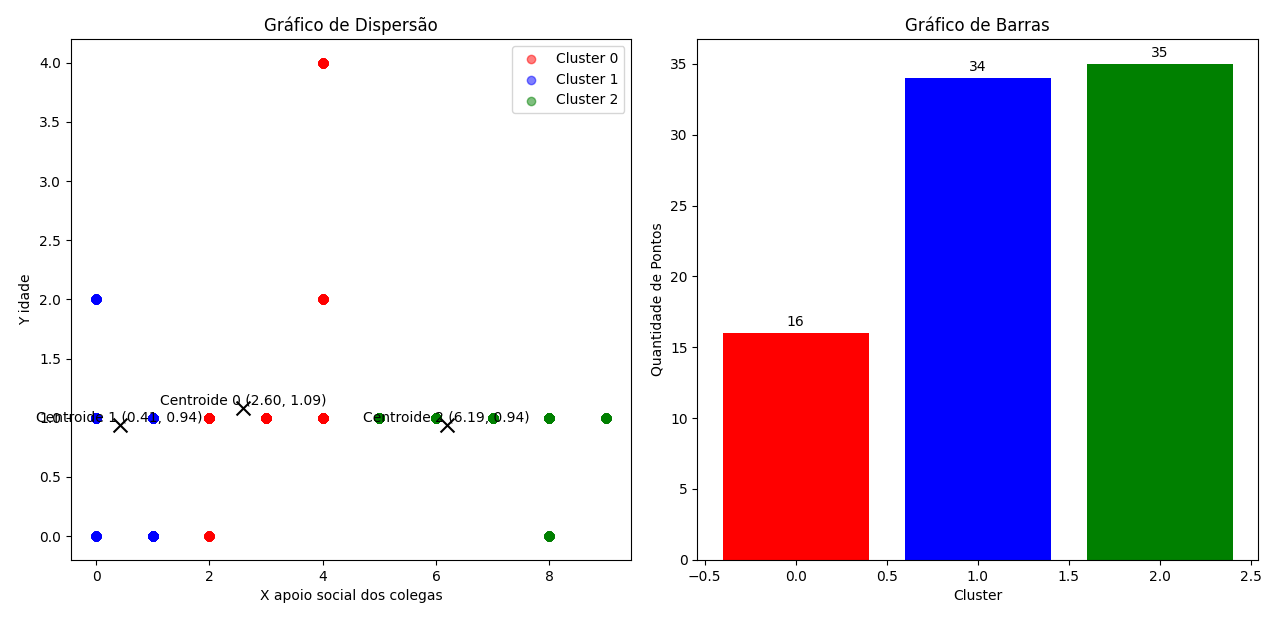 Gráfico de Dispersão
Cluster 0
Cluster 1
Cluster 2
4.0
3.5
3.0
2.5
2.0
1.5
1.0
0.5
0.0
Y idade
Centroide 0 (2.60, 1.09)
Centroide 1 0.94)
Centroide 2 (6.19, 0.94)
0 2 4 6 8
X apoio social dos colegas
Gráfico de Barras
35
30
25
20
15
10
5
0
Quantidade de Pontos
16
34
35
−0.5 0.0 0.5 1.0 1.5 2.0 2.5
Cluster